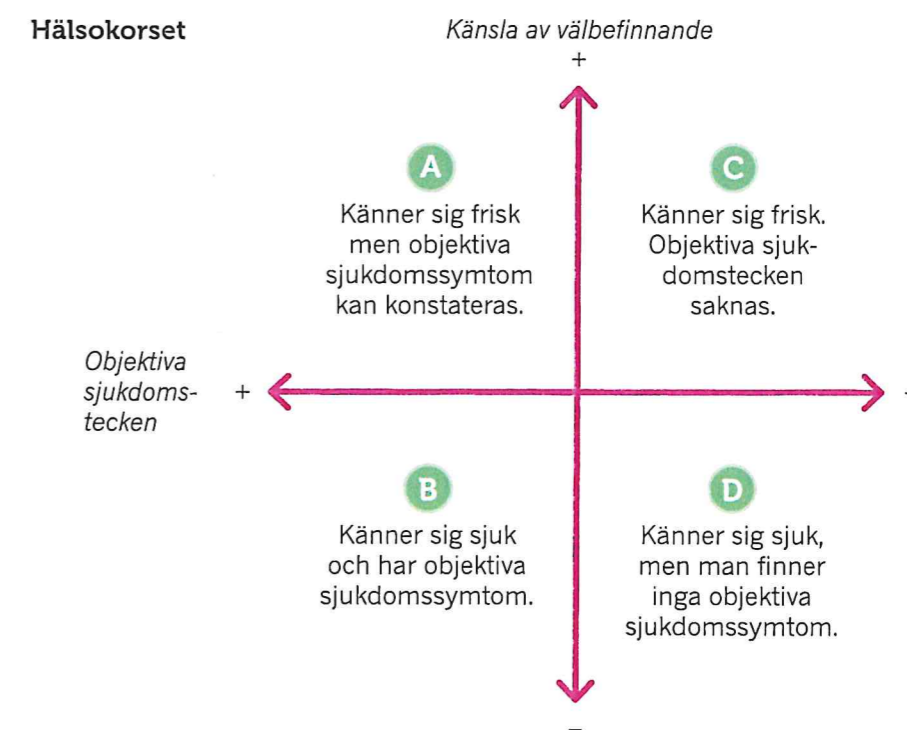 Hälsokorset
Känsla av välbefinnande
+
A
Känner sig frisk
men objektiva
sjukdomssymtom
kan konstateras.
C
Känner sig frisk.
Objektiva sjuk-
domstecken
saknas.
Objektiva
sjukdoms-
tecken
+
B
Känner sig sjuk
och har objektiva
sjukdomssymtom.
D
Känner sig sjuk,
men man finner
inga objektiva
sjukdomssymtom.